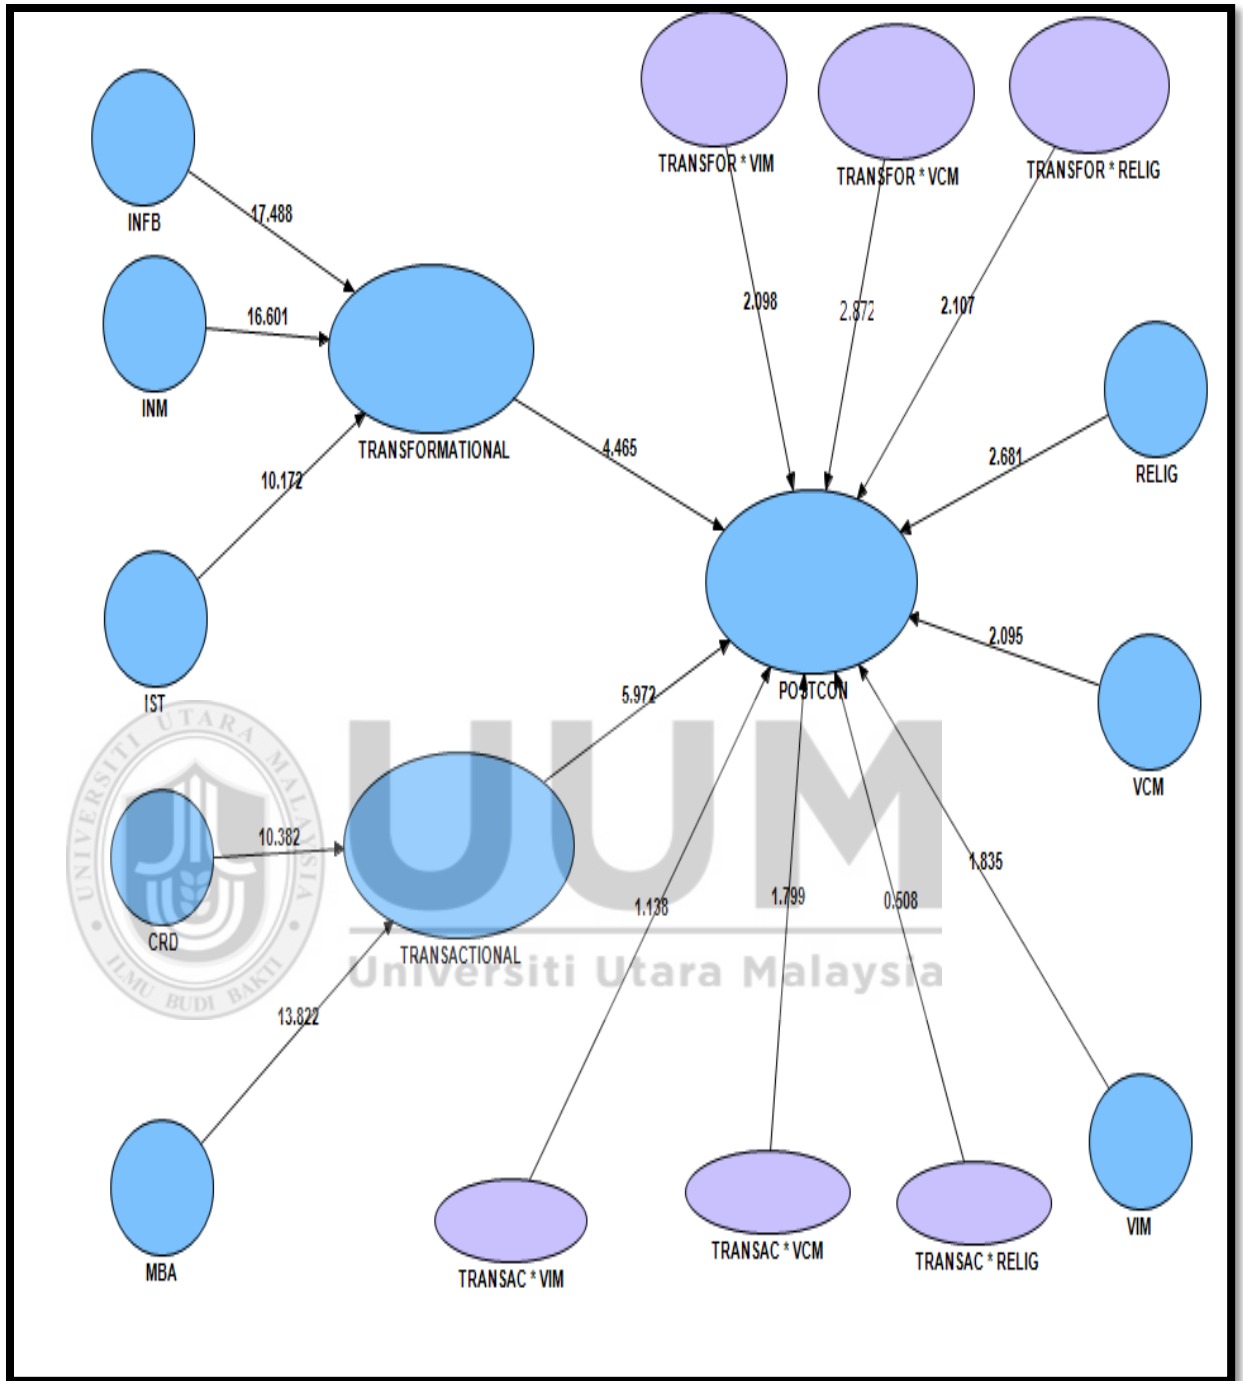 TRANSFOR * VIM
TRANSFOR * VCM
TRANSFOR * RELIG
INFB
17.488
INM
16.601
2.098
2.872
2.107
TRANSFORMATIONAL
4.465
2.681
RELIG
10.172
IST
2.095
POSTCON
5.972
VCM
UNIVERSITI UTARA MALAYSIA
UUM
10.382
1.835
CRD
1.138
1.799
0.508
TRANSACTIONAL
Universiti Utara Malaysia
ILMU BUDI BAKTI
13.822
MBA
TRANSAC * VIM
TRANSAC * VCM
TRANSAC * RELIG
VIM